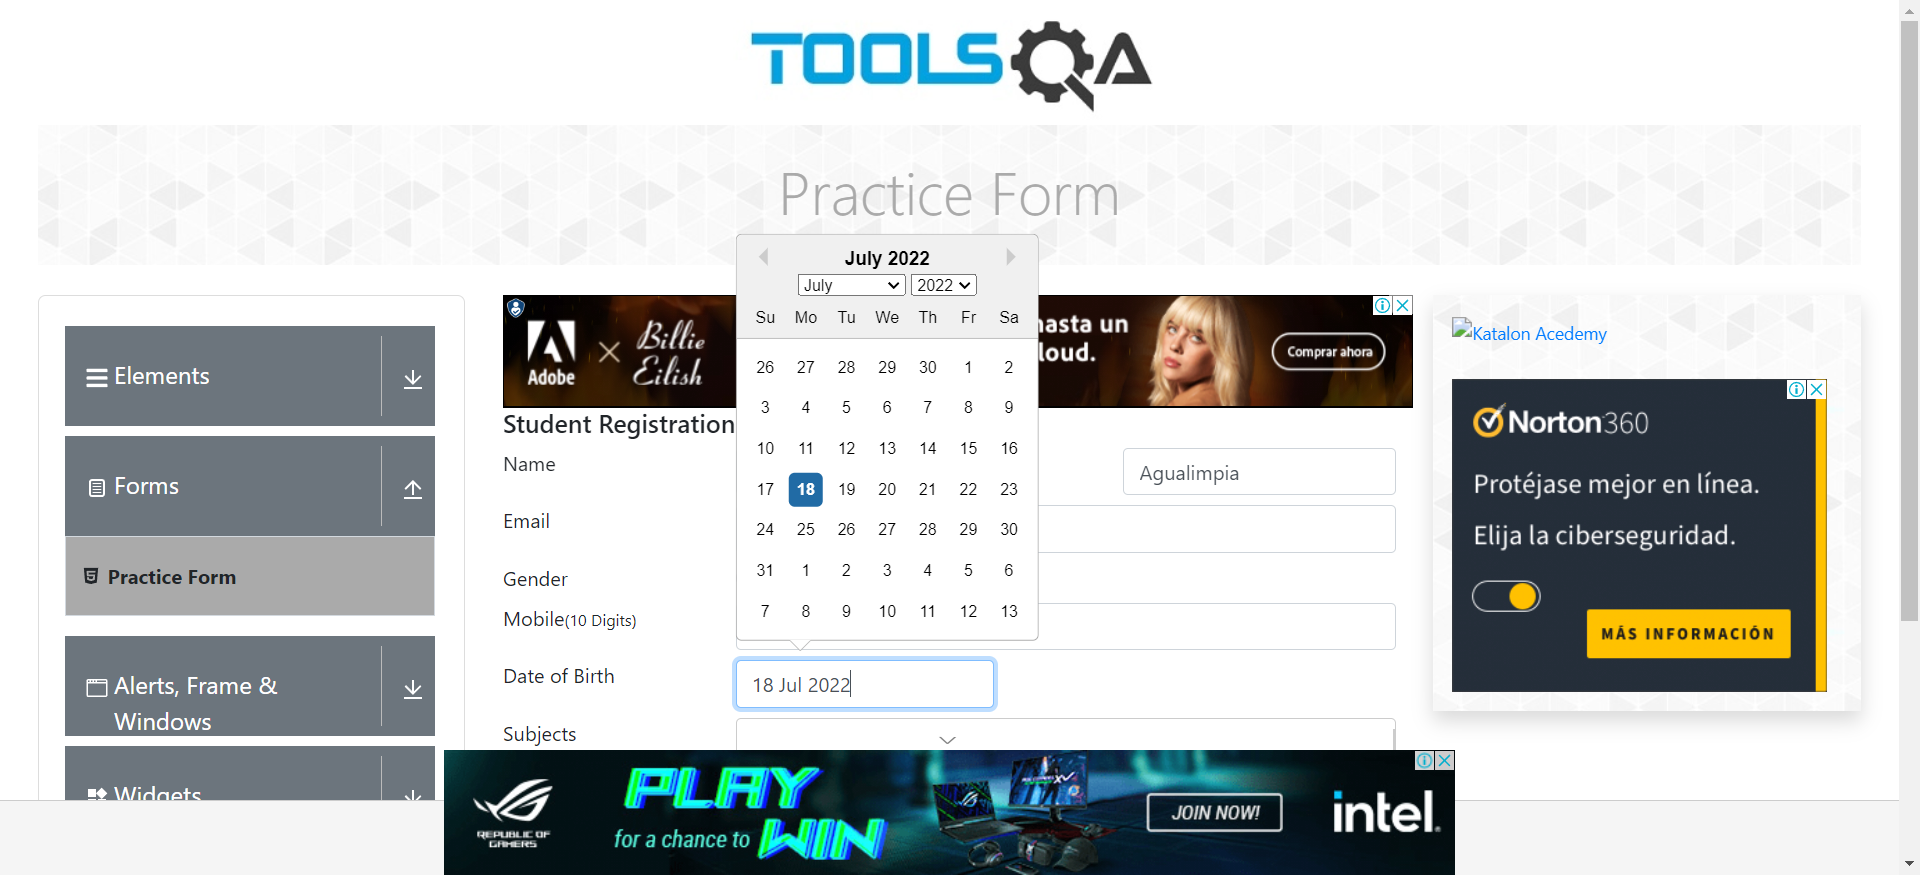 TOOLSQA
Practice Form
July 2022
July 2022
Su Mo Tu We Th Fr Sa
26 27 28 29 30 1 2
3 4 5 6 7 8 9
10 11 12 13 14 15 16
17 18 19 20 21 22 23
24 25 26 27 28 29 30
31 1 2 3 4 5 6
7 8 9 10 11 12 13
Elements
Forms
Practice Form
Alerts, Frame &
Windows
Widgets
Adobe
Billie
Eilish
hasta un
loud.
Comprar ahora
Student Registration
Name
Agualimpia
Email
Gender
Mobile(10 Digits)
Date of Birth
18 Jul 2022
Subjects
Katalon Acedemy
Norton360
Protéjase mejor en línea.
Elija la ciberseguridad.
MÁS INFORMACIÓN
REPUBLIC OF
GAMERS
PLAY
for a chance to WIN
JOIN NOW!
intel.